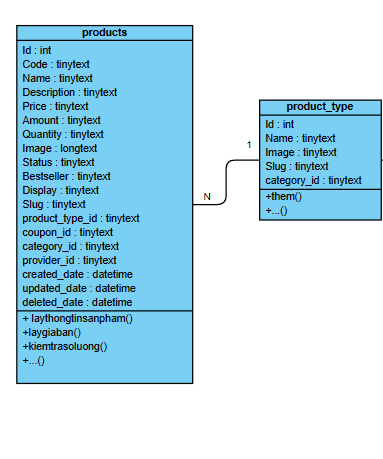 products
Id : int
Code : tinytext
Name : tinytext
Description : tinytext
Price : tinytext
Amount : tinytext
Quantity : tinytext
Image : longtext
Status : tinytext
Bestseller : tinytext
Display : tinytext
Slug : tinytext
product_type_id : tinytext
coupon_id : tinytext
category_id : tinytext
provider_id : tinytext
created_date : datetime
updated_date : datetime
deleted_date : datetime
+ laythongtinsanpham()
+laygiaban()
+kiemtrasoluong()
+...()
N
1
product_type
Id : int
Name : tinytext
Image : tinytext
Slug : tinytext
category_id : tinytext
+them()
+...()